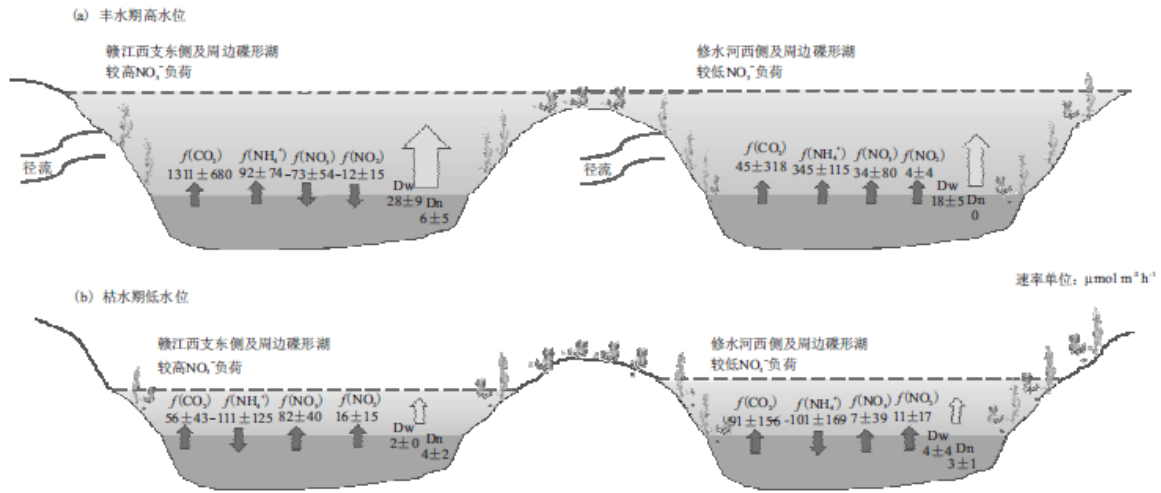 (a) 丰水期高水位
赣江西支东侧及周边碟形湖
较高NO₃⁻负荷
修水河西侧及周边碟形湖
较低NO₃⁻负荷
径流
f(CO₂) f(NH₄⁺) f(NO₃) f(NO₂)
1311±680 92±74 -73±54 -12±15
Dw
28±9
Dn
6±5
径流
f(CO₂) f(NH₄⁺) f(NO₃) f(NO₂)
45±318 345±115 34±80 4±4
Dw
18±5
Dn
0
速率单位：μmol m⁻² h⁻¹
(b) 枯水期低水位
赣江西支东侧及周边碟形湖
较高NO₃⁻负荷
修水河西侧及周边碟形湖
较低NO₃⁻负荷
f(CO₂) f(NH₄⁺) f(NO₃) f(NO₂)
56±43 -111±125 82±40 16±15
Dw
2±0
Dn
4±2
f(CO₂) f(NH₄⁺) f(NO₃) f(NO₂)
91±156 -101±169 7±39 11±17
Dw
4±4
Dn
3±1